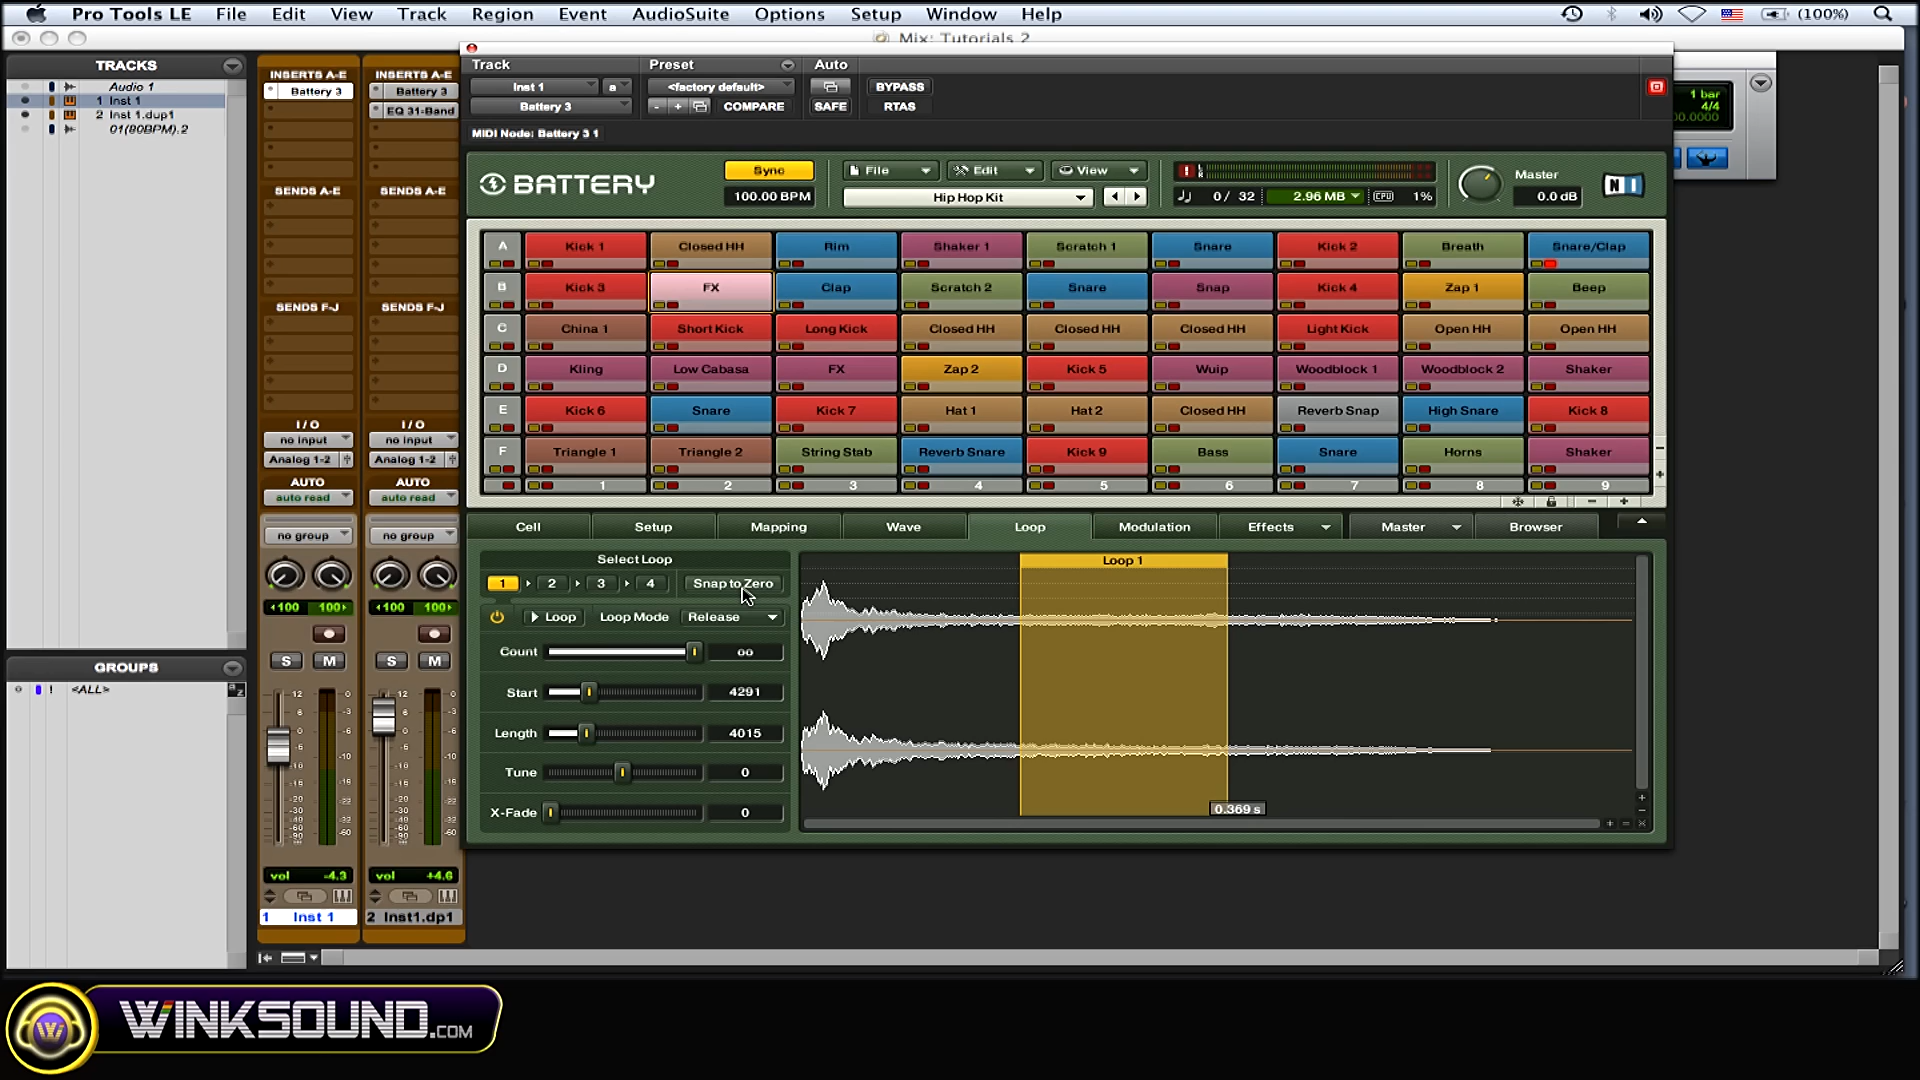 Pro Tools LE File Edit View Track Region Event AudioSuite Options Setup Window Help (100%)
Mix: Tutorials 2
TRACKS
Audio 1
1 Inst 1
2 Inst 1.dup1
01(80BPM).2
GROUPS
! <ALL>
a z
INSERTS A-E INSERTS A-E
Battery 3 Battery 3
EQ 31-Band
SENDS A-E SENDS A-E
SENDS F-J SENDS F-J
I/O I/O
no input no input
Analog 1-2 Analog 1-2
AUTO AUTO
auto read auto read
no group no group
100 100 100 100
S M S M
vol -4.3 vol +4.6
1 Inst 1 2 Inst1.dp1
Track Preset Auto
Inst 1 a <factory default> BYPASS
Battery 3 - + COMPARE SAFE RTAS
MIDI Node: Battery 3 1
1 bar
4/4
00.0000
BATTERY
Sync File Edit View Master NI
100.00 BPM Hip Hop Kit 0 / 32 2.96 MB CPU 1% 0.0 dB
A Kick 1 Closed HH Rim Shaker 1 Scratch 1 Snare Kick 2 Breath Snare/Clap
B Kick 3 FX Clap Scratch 2 Snare Snap Kick 4 Zap 1 Beep
C China 1 Short Kick Long Kick Closed HH Closed HH Closed HH Light Kick Open HH Open HH
D Kling Low Cabasa FX Zap 2 Kick 5 Wuip Woodblock 1 Woodblock 2 Shaker
E Kick 6 Snare Kick 7 Hat 1 Hat 2 Closed HH Reverb Snap High Snare Kick 8
F Triangle 1 Triangle 2 String Stab Reverb Snare Kick 9 Bass Snare Horns Shaker
1 2 3 4 5 6 7 8 9
Cell Setup Mapping Wave Loop Modulation Effects Master Browser
Select Loop
1 2 3 4 Snap to Zero
Loop Loop Mode Release
Count oo
Start 4291
Length 4015
Tune 0
X-Fade 0
Loop 1
0.369 s
W
WINKSOUND.COM